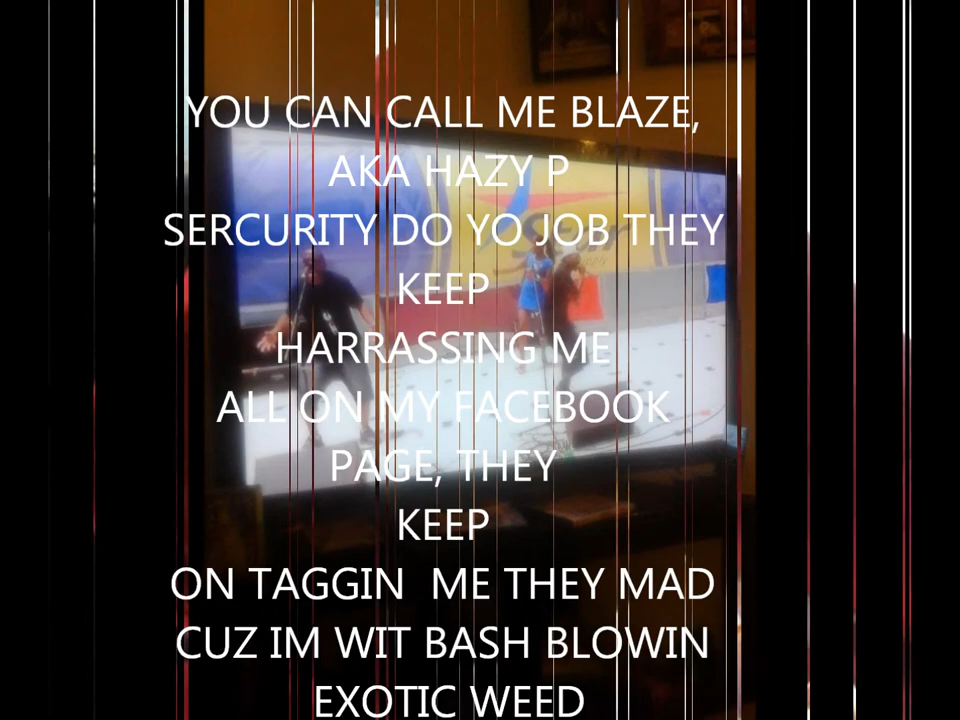 YOU CAN CALL ME BLAZE,
AKA HAZY P
SERCURITY DO YO JOB THEY
KEEP
HARRASSING ME
ALL ON MY FACEBOOK
PAGE, THEY
KEEP
ON TAGGIN  ME THEY MAD
CUZ IM WIT BASH BLOWIN
EXOTIC WEED